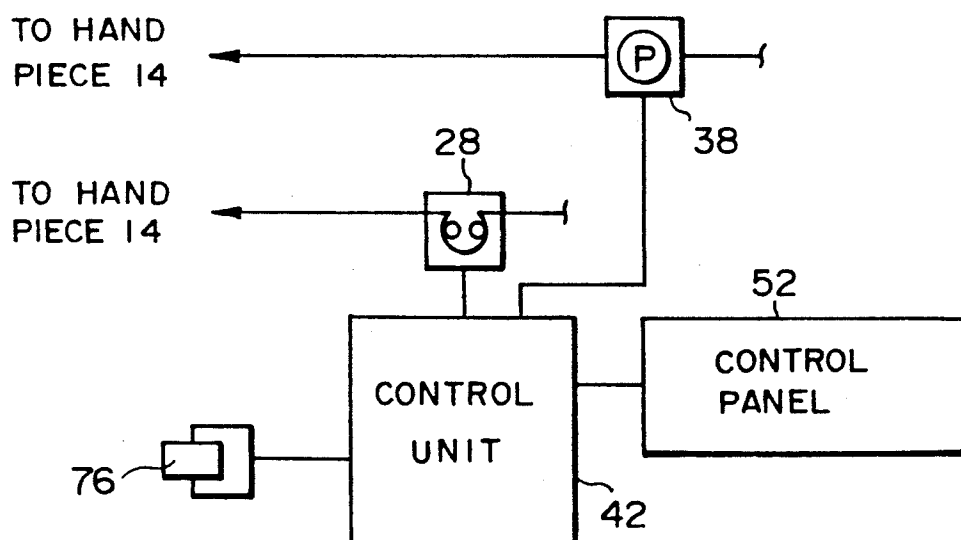 TO HAND
PIECE 14
P
38
28
TO HAND
PIECE 14
52
CONTROL
PANEL
CONTROL
UNIT
76
42